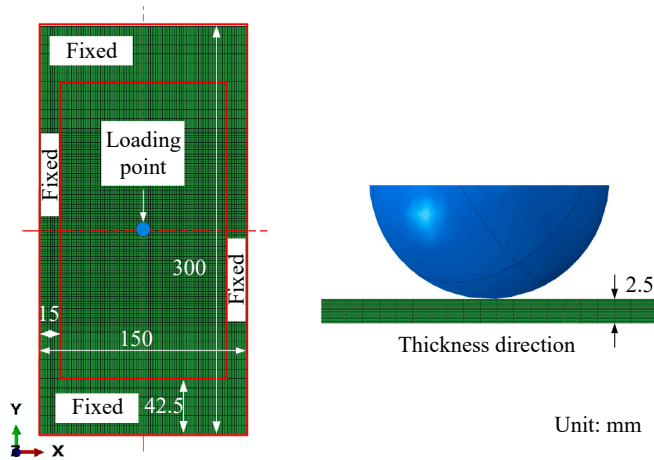 Fixed
Loading
point
Fixed
Fixed
300
15
150
42.5
Fixed
Y
Z
X
2.5
Thickness direction
Unit: mm